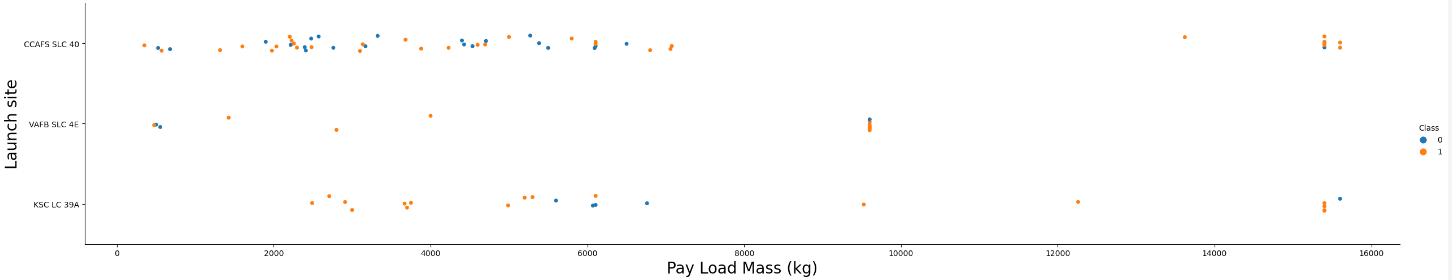 Launch site
CCAFS SLC 40
VAFB SLC 4E
KSC LC 39A
0 2000 4000 6000 8000 10000 12000 14000 16000
Pay Load Mass (kg)
Class
0
1